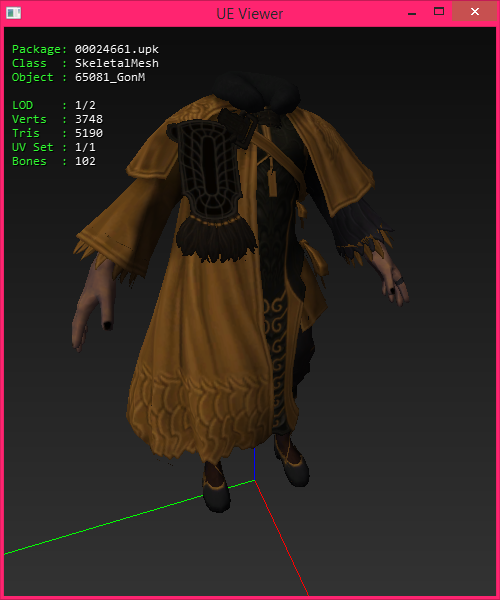 UE Viewer
Package: 00024661.upk
Class  : SkeletalMesh
Object : 65081_GonM
LOD    : 1/2
Verts  : 3748
Tris   : 5190
UV Set : 1/1
Bones  : 102